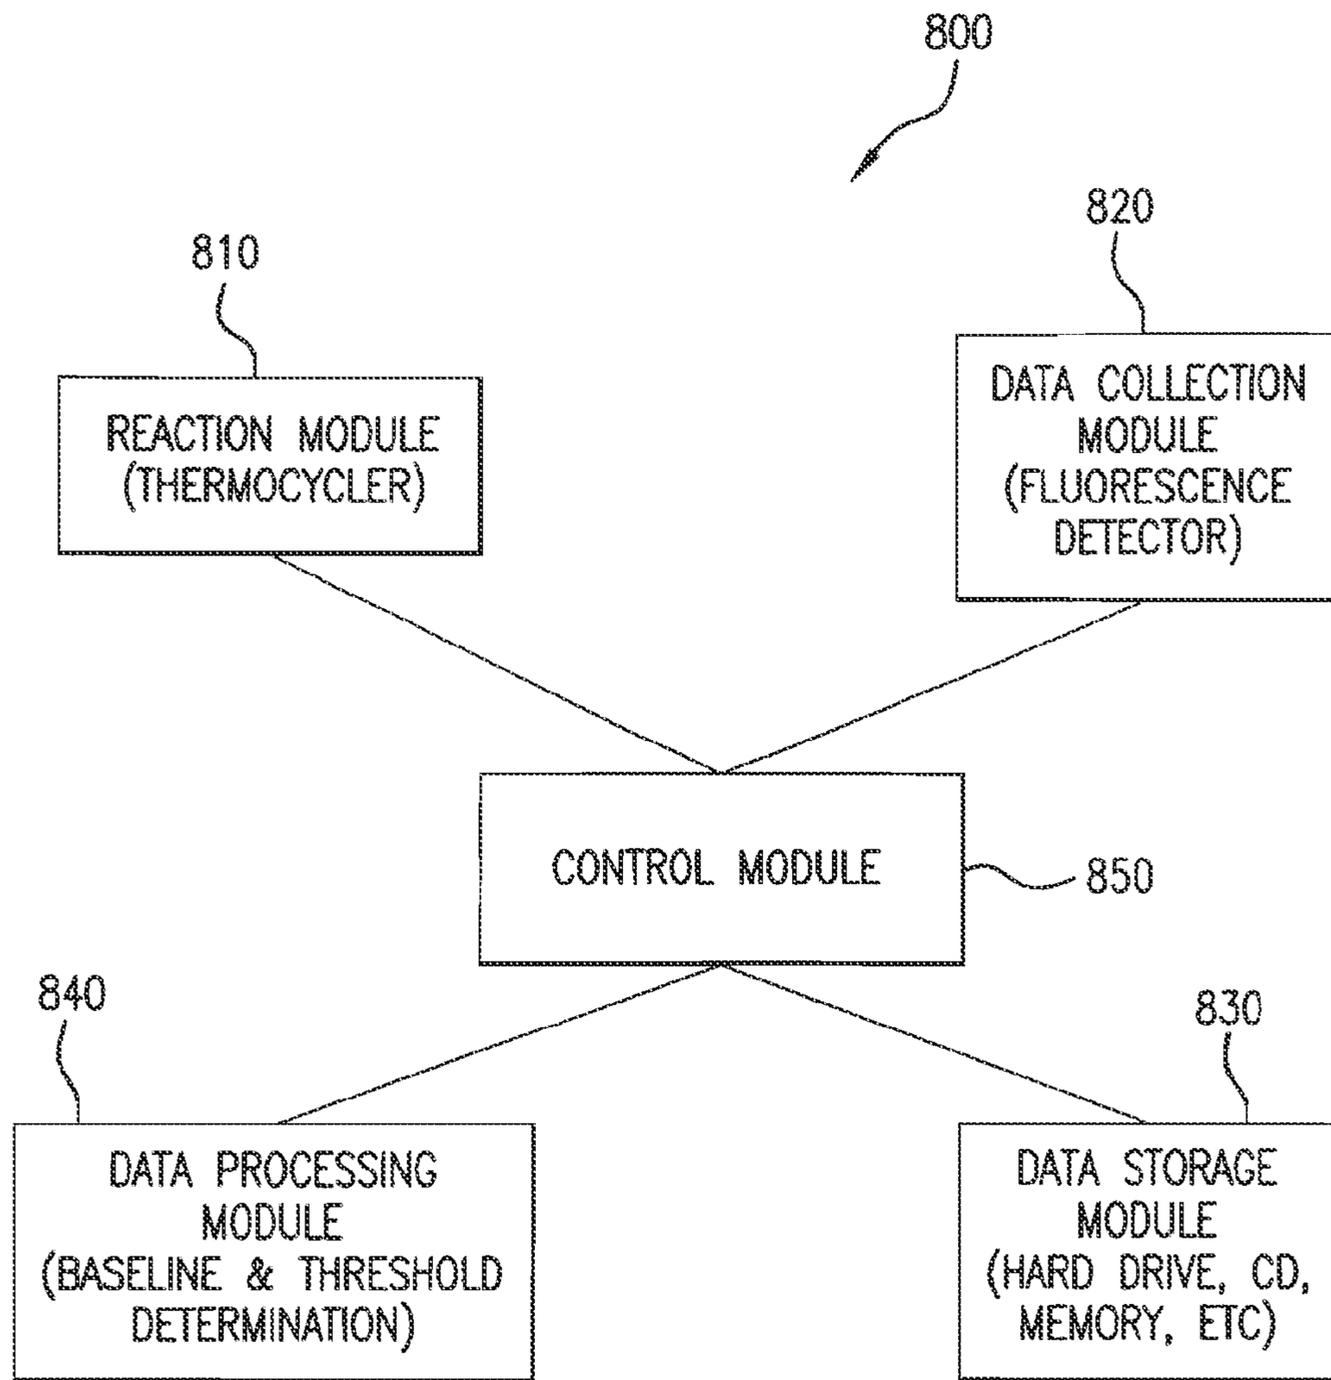 800
810
820
REACTION MODULE
(THERMOCYCLER)
DATA COLLECTION
MODULE
(FLUORESCENCE
DETECTOR)
CONTROL MODULE
850
840
830
DATA PROCESSING
MODULE
(BASELINE & THRESHOLD
DETERMINATION)
DATA STORAGE
MODULE
(HARD DRIVE, CD,
MEMORY, ETC)